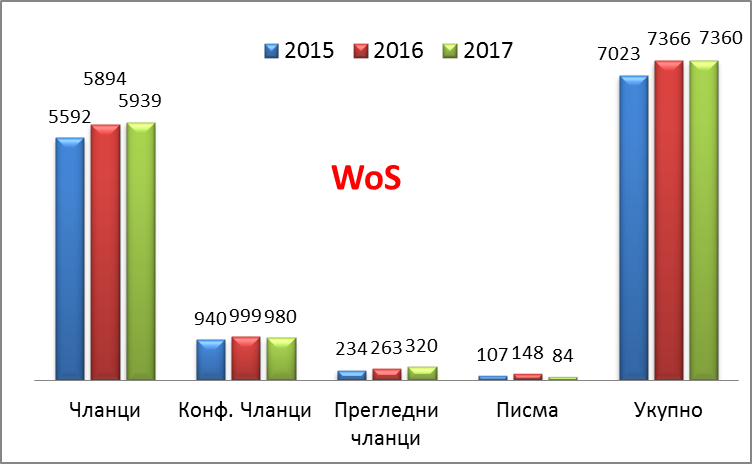 2015 2016 2017
WoS
5592 5894 5939
940 999 980
234 263 320
107 148 84
7023 7366 7360
Чланци
Конф. Чланци
Прегледни
чланци
Писма
Укупно